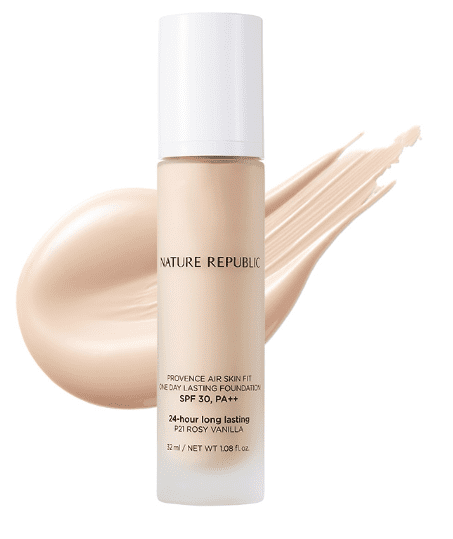 NATURE REPUBLIC
PROVENCE AIR SKIN FIT
ONE DAY LASTING FOUNDATION
SPF 30, PA++
24-hour long lasting
P21 ROSY VANILLA
32 ml / NET WT 1.08 fl. oz.